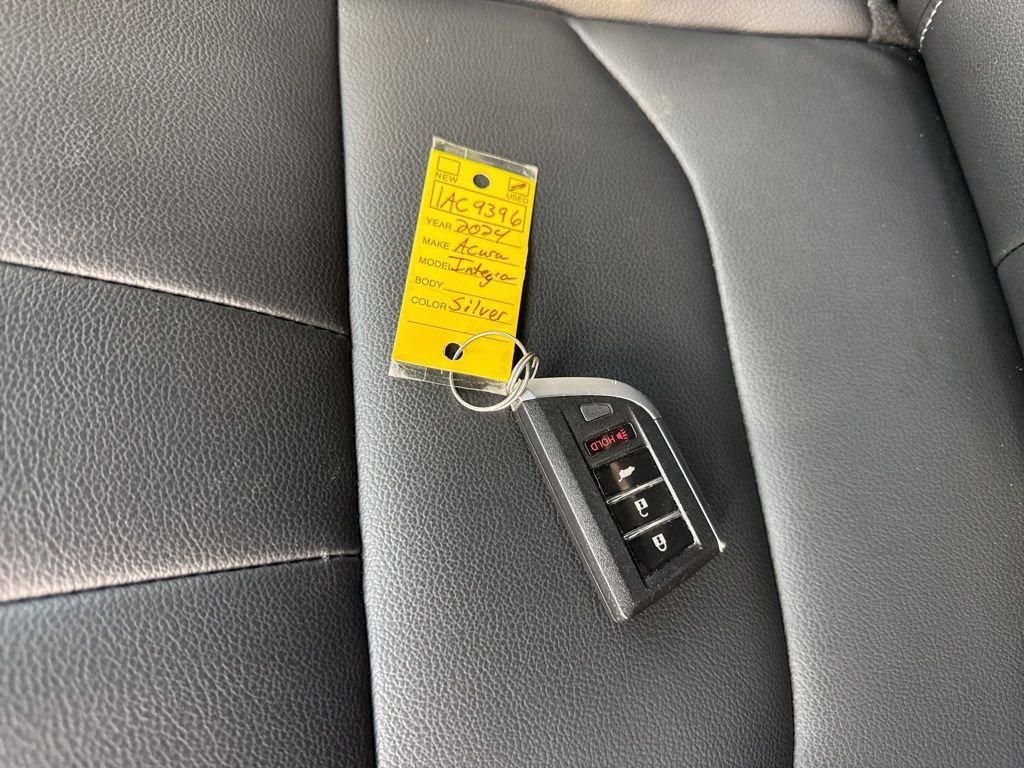 NEW USED
1AC9396
YEAR 2024
MAKE Acura
MODEL Integra
BODY
COLOR Silver
HOLD